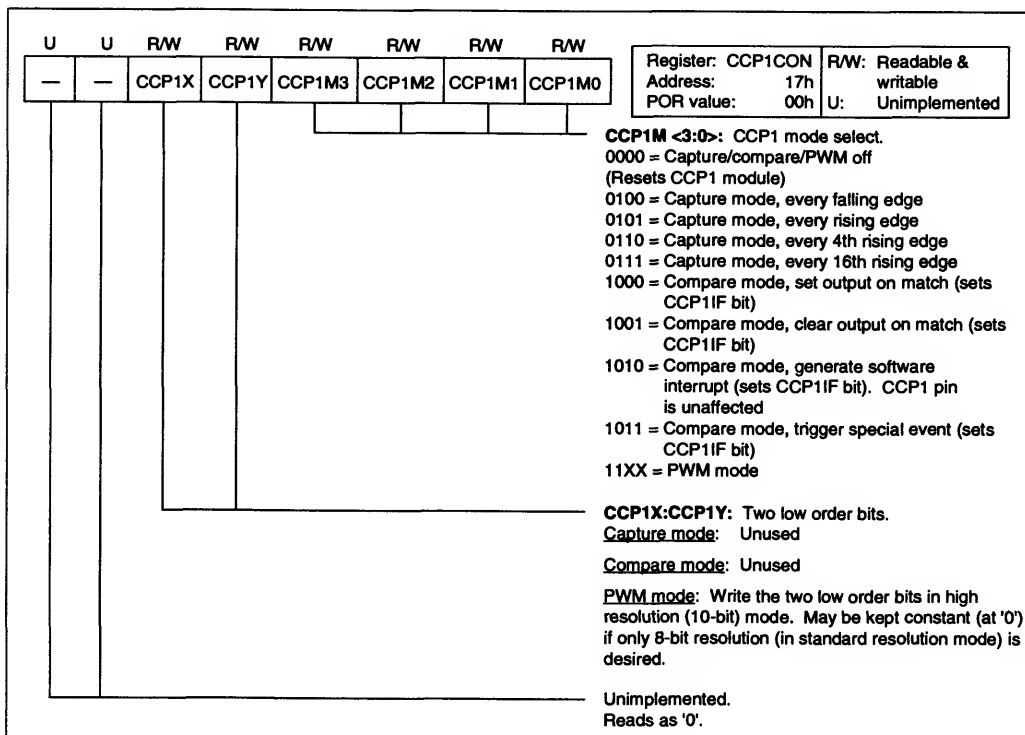 U U R/W R/W R/W R/W R/W R/W
— — CCP1X CCP1Y CCP1M3 CCP1M2 CCP1M1 CCP1M0
Register: CCP1CON
Address: 17h
POR value: 00h
R/W: Readable &
writable
U: Unimplemented
CCP1M <3:0>: CCP1 mode select.
0000 = Capture/compare/PWM off
(Resets CCP1 module)
0100 = Capture mode, every falling edge
0101 = Capture mode, every rising edge
0110 = Capture mode, every 4th rising edge
0111 = Capture mode, every 16th rising edge
1000 = Compare mode, set output on match (sets
CCP1IF bit)
1001 = Compare mode, clear output on match (sets
CCP1IF bit)
1010 = Compare mode, generate software
interrupt (sets CCP1IF bit). CCP1 pin
is unaffected
1011 = Compare mode, trigger special event (sets
CCP1IF bit)
11XX = PWM mode
CCP1X:CCP1Y: Two low order bits.
Capture mode: Unused
Compare mode: Unused
PWM mode: Write the two low order bits in high
resolution (10-bit) mode. May be kept constant (at '0')
if only 8-bit resolution (in standard resolution mode) is
desired.
Unimplemented.
Reads as '0'.